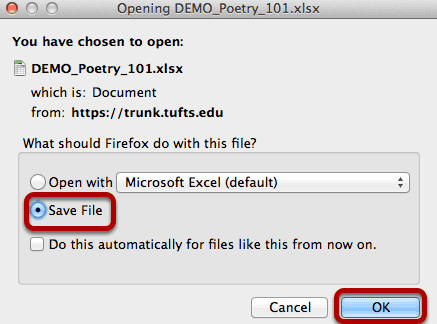 Opening DEMO_Poetry_101.xlsx
You have chosen to open:
DEMO_Poetry_101.xlsx
which is: Document
from: https://trunk.tufts.edu
What should Firefox do with this file?
Open with Microsoft Excel (default)
Save File
Do this automatically for files like this from now on.
Cancel OK